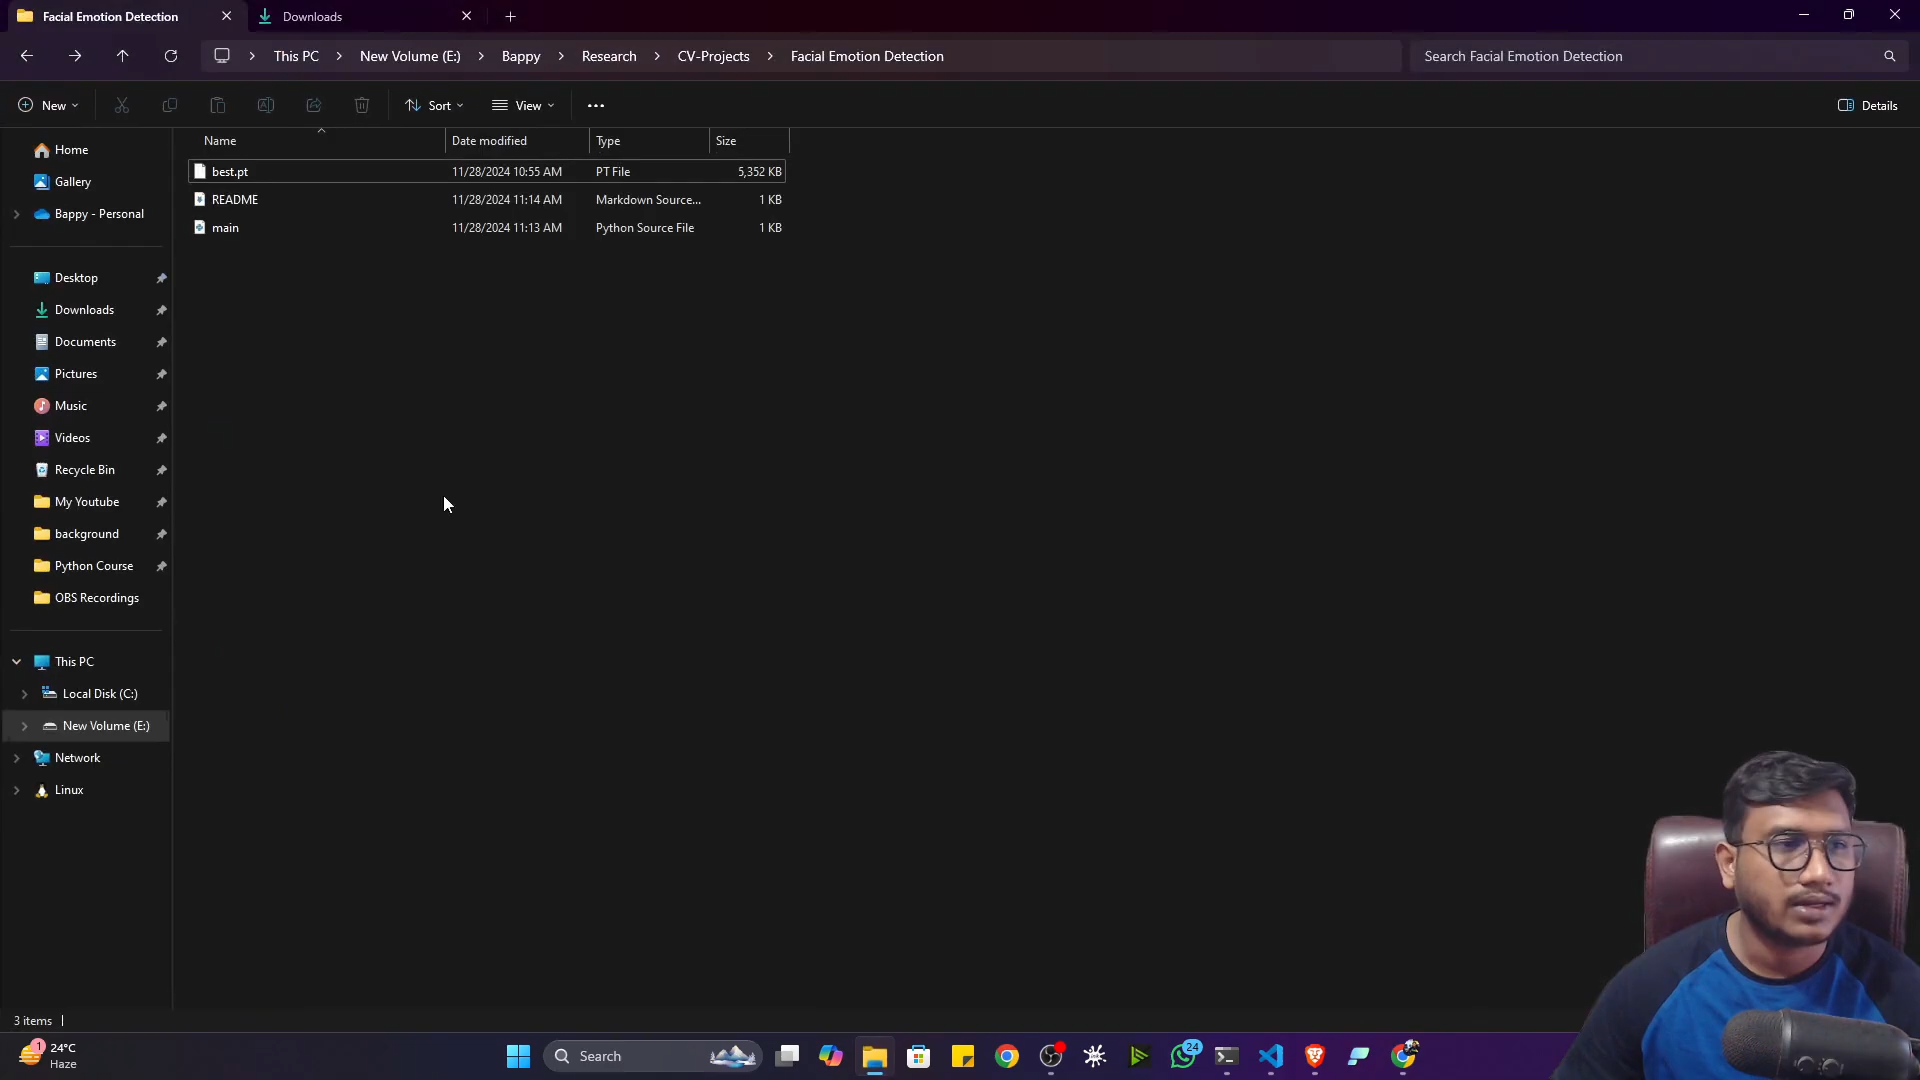 Facial Emotion Detection
Downloads
This PC > New Volume (E:) > Bappy > Research > CV-Projects > Facial Emotion Detection
Search Facial Emotion Detection
New
Sort
View
Details
Name
Date modified
Type
Size
best.pt 11/28/2024 10:55 AM PT File 5,352 KB
README 11/28/2024 11:14 AM Markdown Source... 1 KB
main 11/28/2024 11:13 AM Python Source File 1 KB
Home
Gallery
Bappy - Personal
Desktop
Downloads
Documents
Pictures
Music
Videos
Recycle Bin
My Youtube
background
Python Course
OBS Recordings
This PC
Local Disk (C:)
New Volume (E:)
Network
Linux
3 items
1
24°C
Haze
Search
24